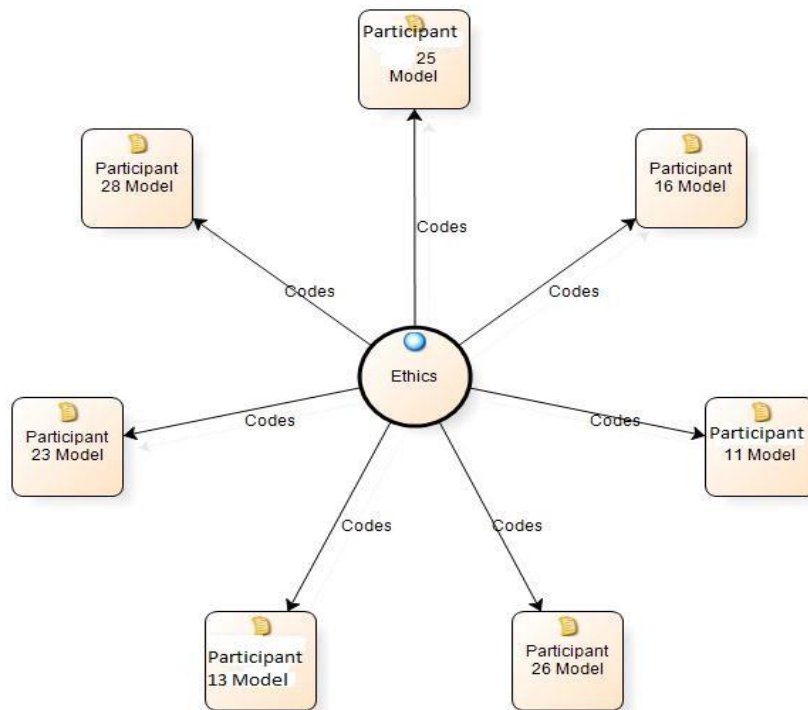 Participant
25
Model
Participant
28 Model
Participant
16 Model
Codes
Codes
Codes
Ethics
Codes
Codes
Participant
23 Model
Participant
11 Model
Codes
Codes
Participant
13 Model
Participant
26 Model